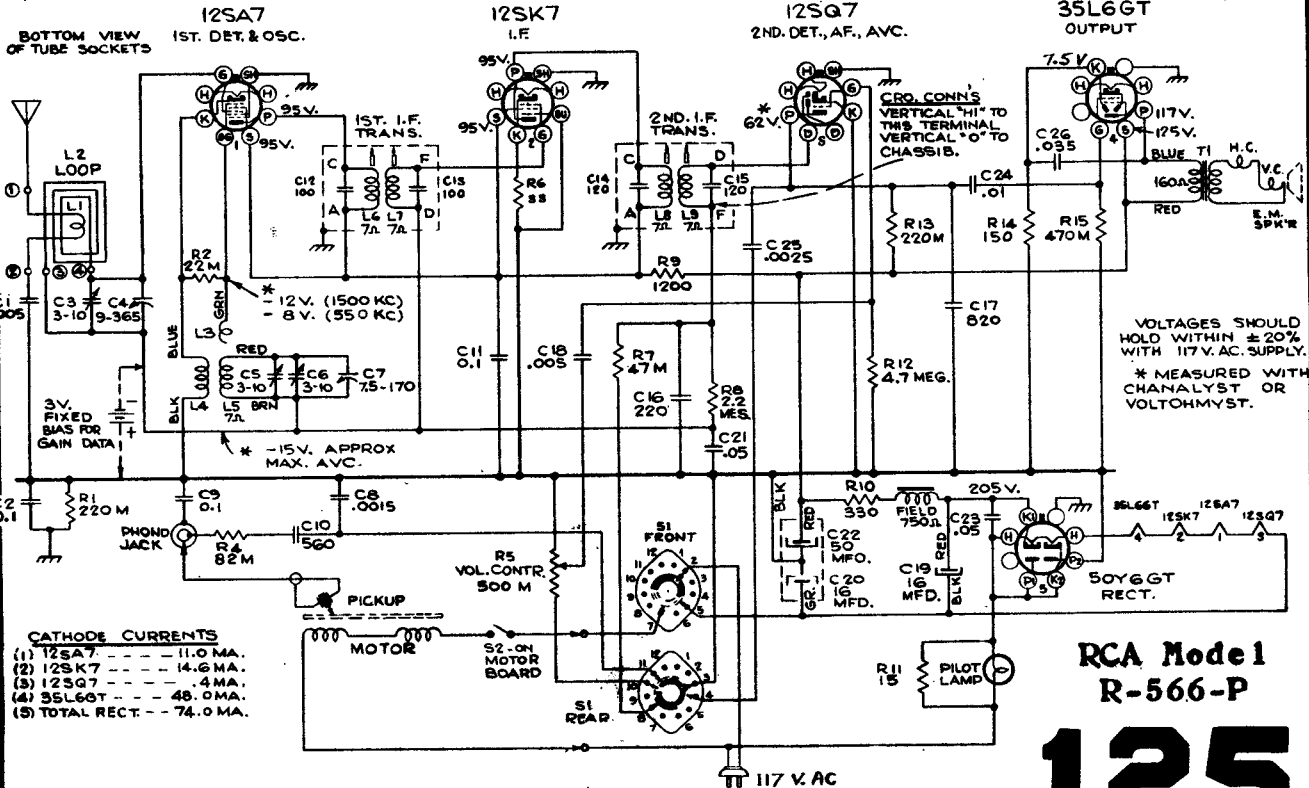 12SA7
1ST. DET. & OSC.
12SK7
I.F.
12SQ7
2ND. DET., AF., AVC.
35L6GT
OUTPUT
BOTTOM VIEW
OF TUBE SOCKETS
95V.
95V.
95V.
95V.
*
62V.
7.5V
117V.
125V.
CRO. CONN'S
VERTICAL "HI" TO
THIS TERMINAL
VERTICAL "O" TO
CHASSIS.
1ST. I.F.
TRANS.
2ND. I.F.
TRANS.
L2
LOOP
L1
C12
100
C13
100
L6 L7
7Ω 7Ω
R6
33
C14
120
C15
120
L8 L9
7Ω 7Ω
C26
.035
BLUE
T1
160Ω
RED
H.C.
V.C.
E.M.
SPK'R
C24
.01
R13
220M
R14
150
R15
470M
C25
.0025
R9
1200
R2
22M
C3
3-10
C4
9-365
*
-12V. (1500 KC)
- 8V. (550 KC)
GRN
L3
BLUE
RED
C5
3-10
C6
3-10
C7
7.5-170
L4
L5
7Ω
BRN
BLK
C11
0.1
C18
.005
R7
47M
C16
220
R8
2.2
MEG.
C21
.05
R12
4.7 MEG.
C17
820
VOLTAGES SHOULD
HOLD WITHIN ±20%
WITH 117V. AC. SUPPLY.
* MEASURED WITH
CHANALYST OR
VOLTOHMYST.
3V.
FIXED
BIAS FOR
GAIN DATA
* -15V. APPROX
MAX. AVC.
R1
220M
C9
0.1
C8
.0015
PHONO
JACK
R4
82M
C10
560
R5
VOL. CONTR.
500 M
S1
FRONT
BLK
RED
C22
50
MFD.
C20
16
MFD.
GR.
R10
330
FIELD
750Ω
205V.
C23
.05
RED
C19
16
MFD.
BLK
35L6GT
12SK7
12SA7
12SQ7
50Y6GT
RECT.
PICKUP
MOTOR
S2-ON
MOTOR
BOARD
S1
REAR
R11
15
PILOT
LAMP
CATHODE CURRENTS
(1) 12SA7 ----- 11.0 MA.
(2) 12SK7 ----- 14.6 MA.
(3) 12SQ7 ----- .4 MA.
(4) 35L6GT --- 48.0 MA.
(5) TOTAL RECT. -- 74.0 MA.
117 V. AC
RCA Model
R-566-P
125